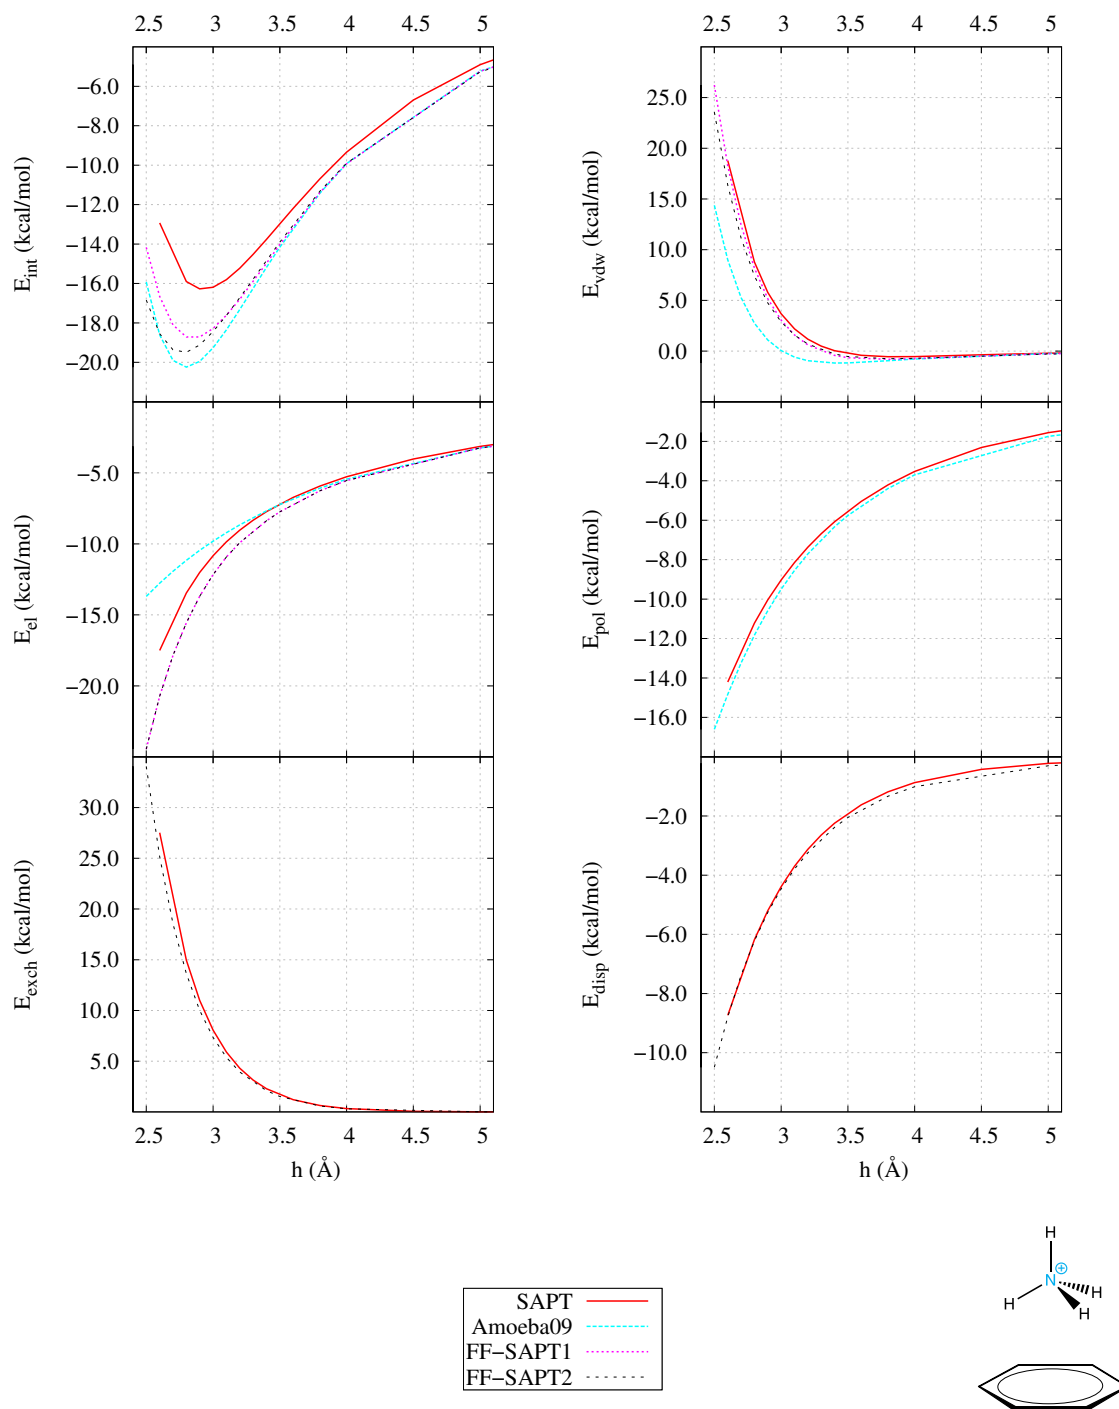 2.5 3 3.5 4 4.5 5
2.5 3 3.5 4 4.5 5
E_int (kcal/mol)
−6.0
−8.0
−10.0
−12.0
−14.0
−16.0
−18.0
−20.0
E_vdw (kcal/mol)
25.0
20.0
15.0
10.0
5.0
0.0
E_el (kcal/mol)
−5.0
−10.0
−15.0
−20.0
E_pol (kcal/mol)
−2.0
−4.0
−6.0
−8.0
−10.0
−12.0
−14.0
−16.0
E_exch (kcal/mol)
30.0
25.0
20.0
15.0
10.0
5.0
E_disp (kcal/mol)
−2.0
−4.0
−6.0
−8.0
−10.0
2.5 3 3.5 4 4.5 5
h (Å)
2.5 3 3.5 4 4.5 5
h (Å)
SAPT
Amoeba09
FF−SAPT1
FF−SAPT2
H
N ⊕
H H
H